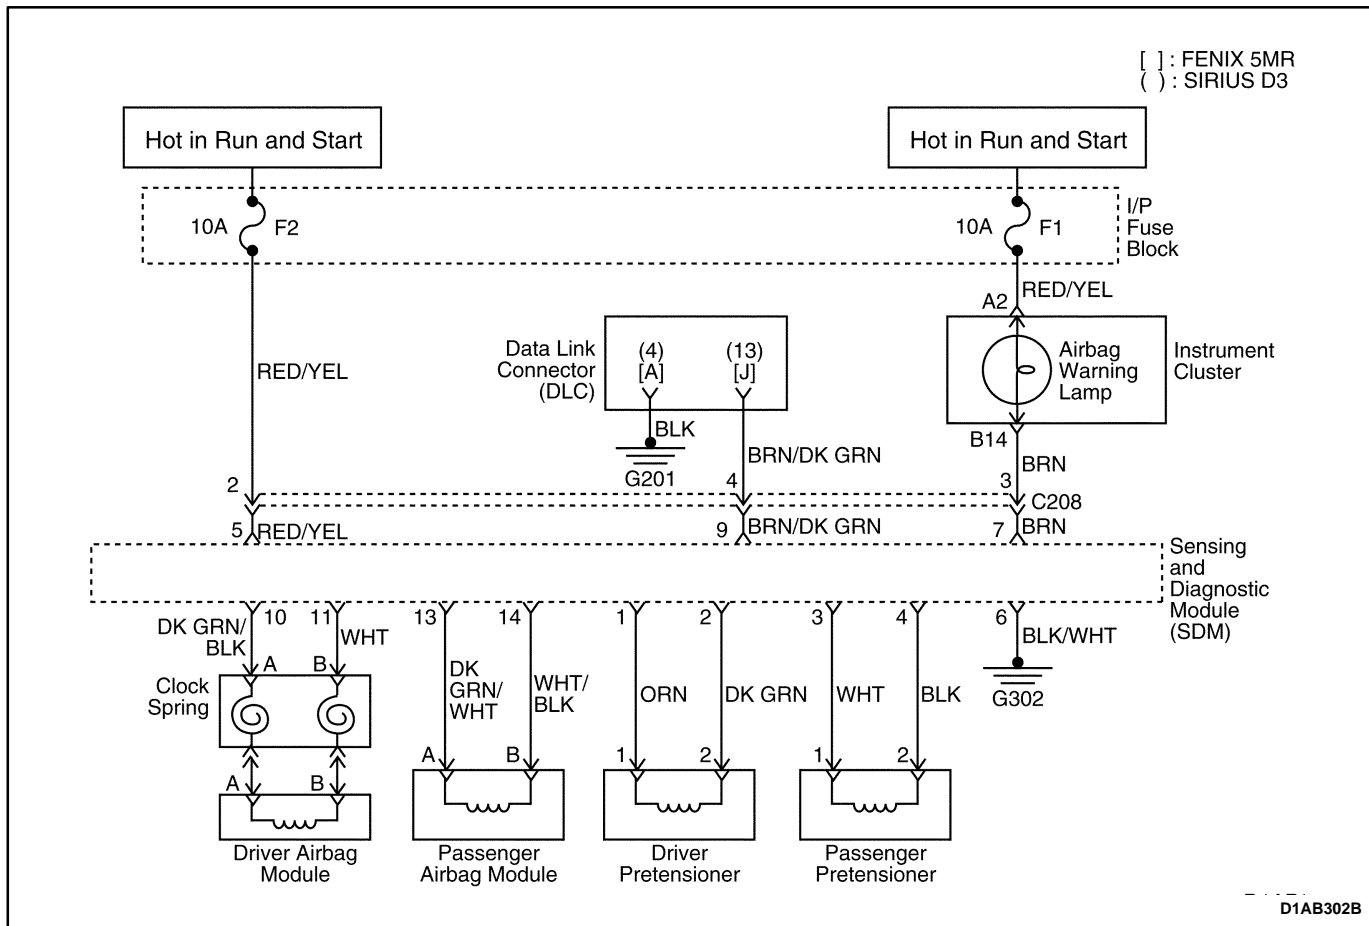 [ ] : FENIX 5MR
( ) : SIRIUS D3
Hot in Run and Start
Hot in Run and Start
10A
F2
10A
F1
I/P
Fuse
Block
RED/YEL
A2
Data Link
Connector
(DLC)
(4)
[A]
(13)
[J]
Airbag
Warning
Lamp
Instrument
Cluster
RED/YEL
BLK
G201
BRN/DK GRN
B14
BRN
2
4
3
C208
5
RED/YEL
9
BRN/DK GRN
7
BRN
Sensing
and
Diagnostic
Module
(SDM)
10
11
13
14
1
2
3
4
6
DK GRN/
BLK
WHT
BLK/WHT
G302
A
B
Clock
Spring
DK
GRN/
WHT
WHT/
BLK
ORN
DK GRN
WHT
BLK
A
B
1
2
1
2
A
B
Driver Airbag
Module
Passenger
Airbag Module
Driver
Pretensioner
Passenger
Pretensioner
D1AB302B